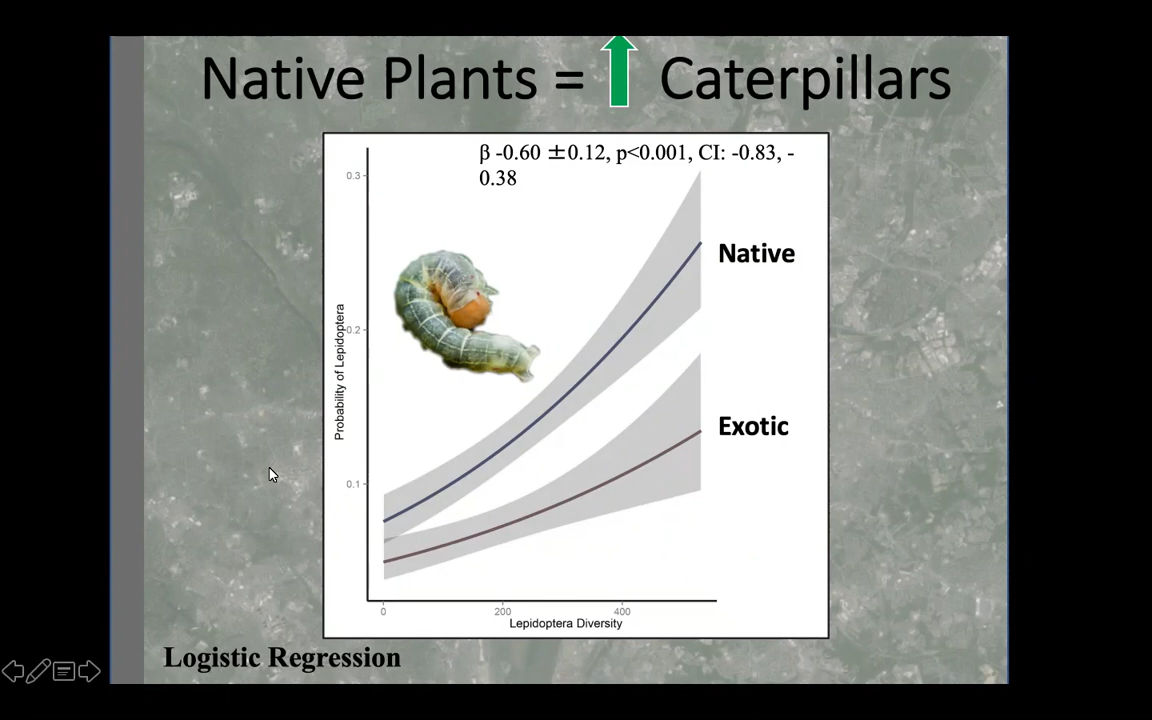 Native Plants = Caterpillars
β -0.60 ±0.12, p<0.001, CI: -0.83, -
0.38
0.3
Native
0.2
Probability of Lepidoptera
Exotic
0.1
0 200 400
Lepidoptera Diversity
Logistic Regression